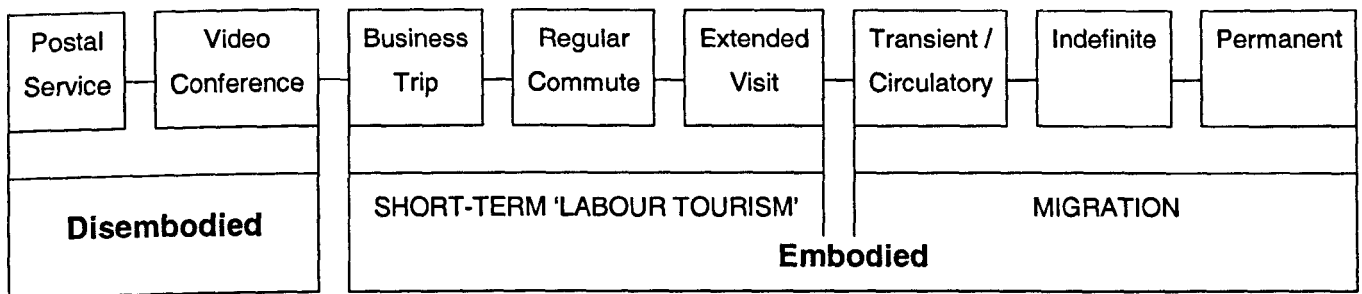 Postal
Service
Video
Conference
Business
Trip
Regular
Commute
Extended
Visit
Transient /
Circulatory
Indefinite
Permanent
Disembodied
SHORT-TERM 'LABOUR TOURISM'
MIGRATION
Embodied